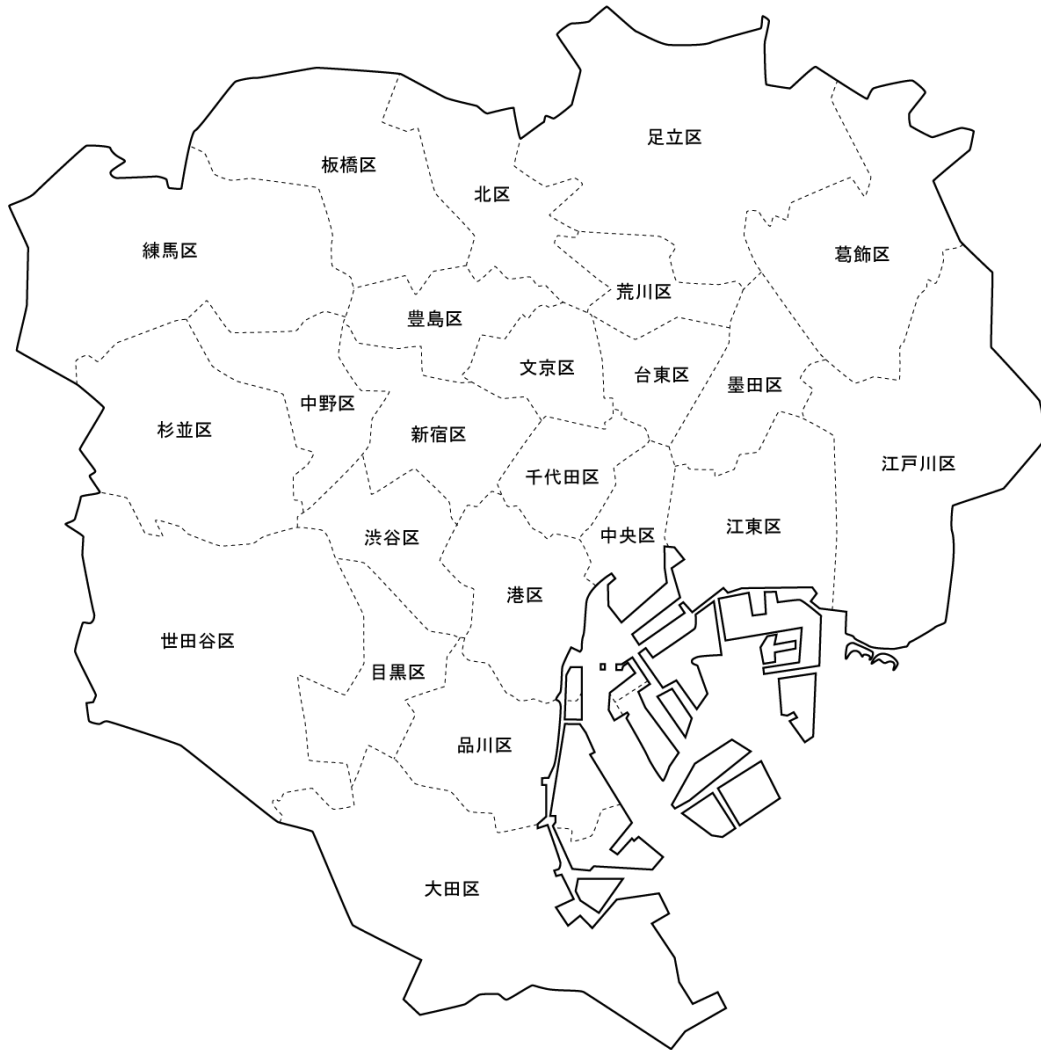 足立区
板橋区
北区
練馬区
葛飾区
荒川区
豊島区
文京区
台東区
墨田区
中野区
杉並区
新宿区
江戸川区
千代田区
江東区
渋谷区
中央区
港区
世田谷区
目黒区
品川区
大田区